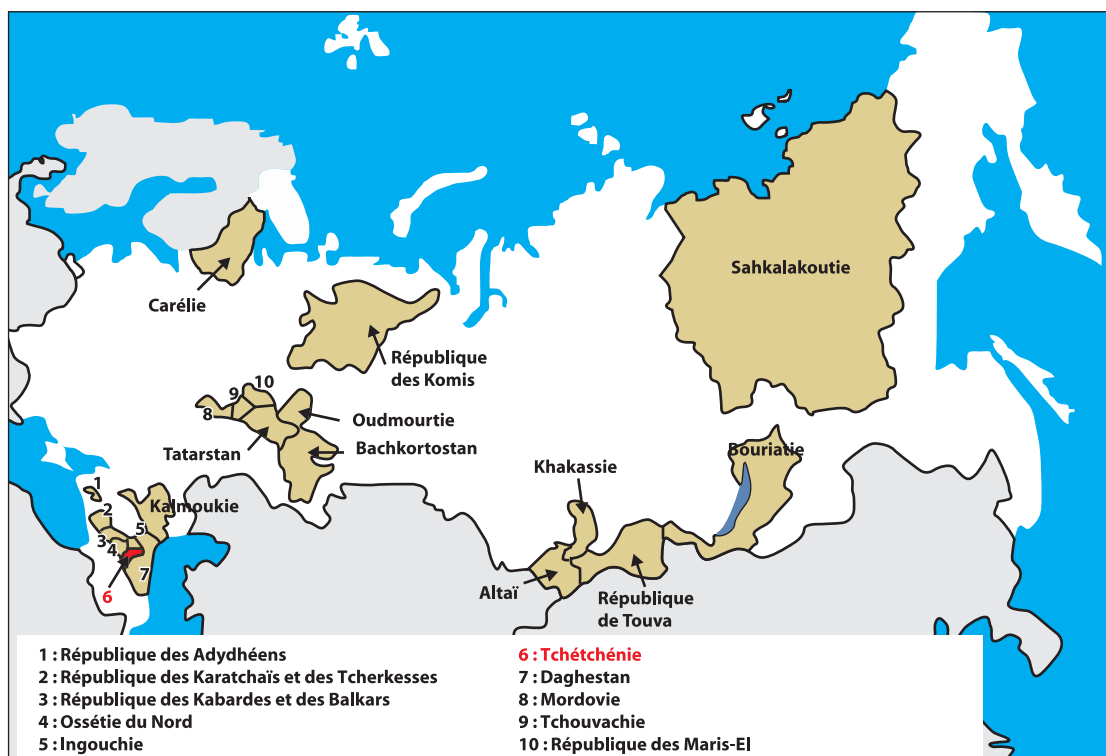 Sahkalakoutie
Carélie
République
des Komis
10
9
8
Oudmourtie
Tatarstan
Bachkortostan
Bouriatie
Khakassie
1
Kalmoukie
2
5
3
4
7
6
Altaï
République
de Touva
1 : République des Adydhéens
2 : République des Karatchaïs et des Tcherkesses
3 : République des Kabardes et des Balkars
4 : Ossétie du Nord
5 : Ingouchie
6 : Tchétchénie
7 : Daghestan
8 : Mordovie
9 : Tchouvachie
10 : République des Maris-El